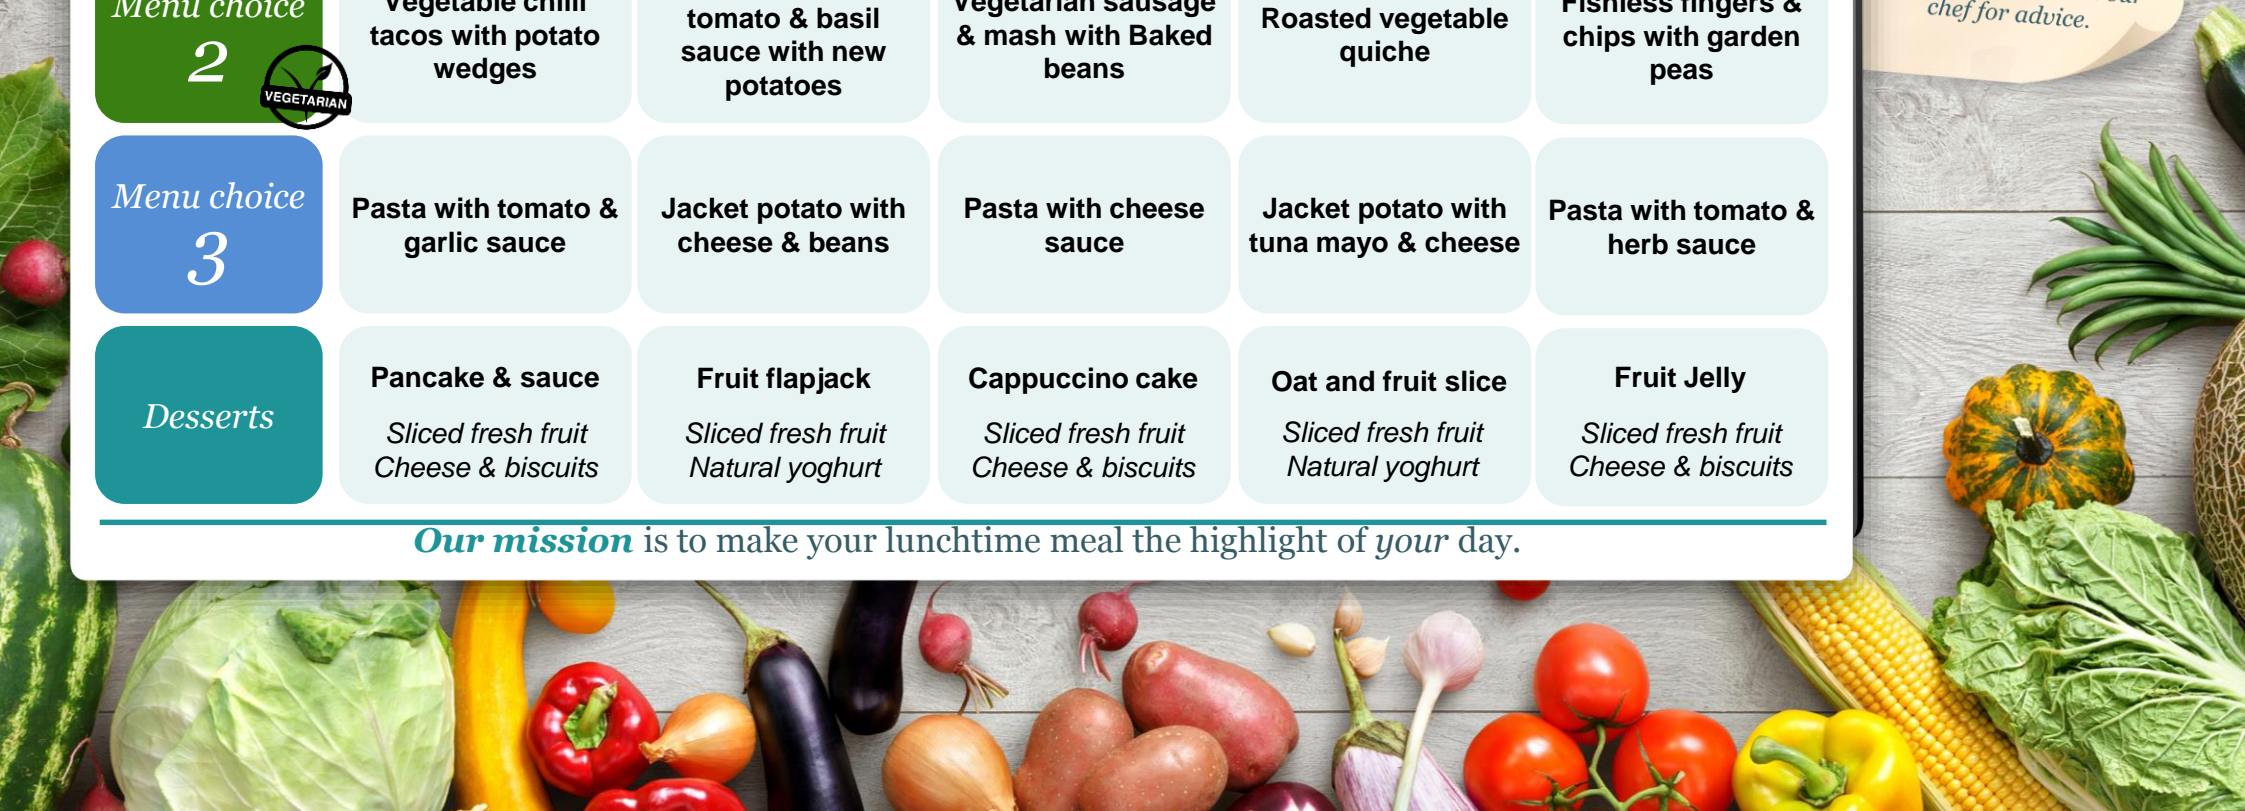 Menu choice
2
VEGETARIAN
Vegetable chilli
tacos with potato
wedges
tomato & basil
sauce with new
potatoes
Vegetarian sausage
& mash with Baked
beans
Roasted vegetable
quiche
Fishless fingers &
chips with garden
peas
chef for advice.
Menu choice
3
Pasta with tomato &
garlic sauce
Jacket potato with
cheese & beans
Pasta with cheese
sauce
Jacket potato with
tuna mayo & cheese
Pasta with tomato &
herb sauce
Desserts
Pancake & sauce
Sliced fresh fruit
Cheese & biscuits
Fruit flapjack
Sliced fresh fruit
Natural yoghurt
Cappuccino cake
Sliced fresh fruit
Cheese & biscuits
Oat and fruit slice
Sliced fresh fruit
Natural yoghurt
Fruit Jelly
Sliced fresh fruit
Cheese & biscuits
Our mission is to make your lunchtime meal the highlight of your day.